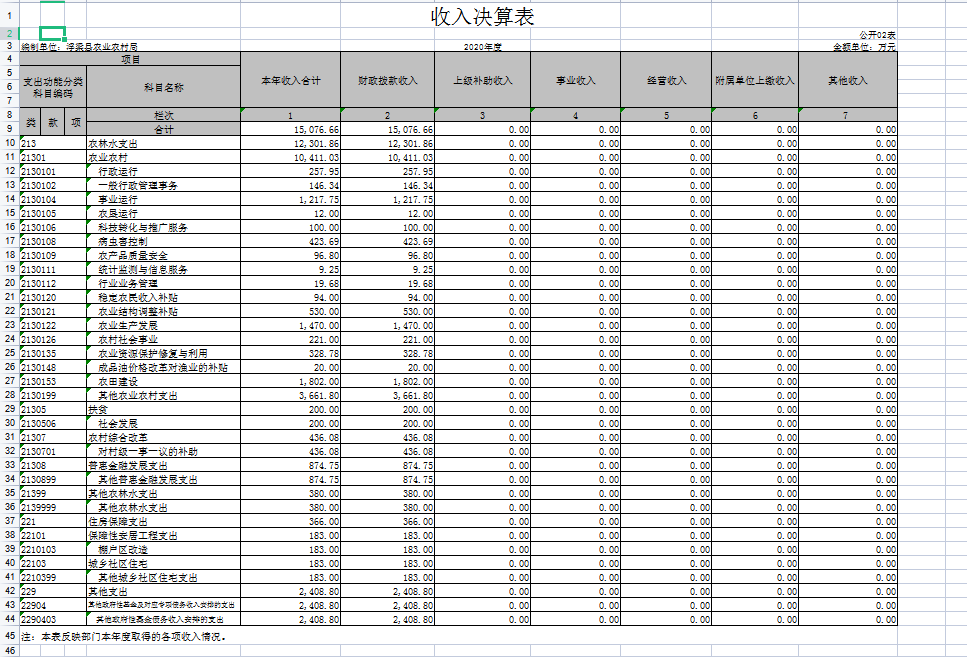 收入决算表
公开02表
编制单位：浮梁县农业农村局 2020年度 金额单位：万元
项目 本年收入合计 财政拨款收入 上级补助收入 事业收入 经营收入 附属单位上缴收入 其他收入
支出功能分类科目编码 科目名称
类 款 项 栏次 1 2 3 4 5 6 7
合计 15,076.66 15,076.66 0.00 0.00 0.00 0.00 0.00
213 农林水支出 12,301.86 12,301.86 0.00 0.00 0.00 0.00 0.00
21301 农业农村 10,411.03 10,411.03 0.00 0.00 0.00 0.00 0.00
2130101 行政运行 257.95 257.95 0.00 0.00 0.00 0.00 0.00
2130102 一般行政管理事务 146.34 146.34 0.00 0.00 0.00 0.00 0.00
2130104 事业运行 1,217.75 1,217.75 0.00 0.00 0.00 0.00 0.00
2130105 农垦运行 12.00 12.00 0.00 0.00 0.00 0.00 0.00
2130106 科技转化与推广服务 100.00 100.00 0.00 0.00 0.00 0.00 0.00
2130108 病虫害控制 423.69 423.69 0.00 0.00 0.00 0.00 0.00
2130109 农产品质量安全 96.80 96.80 0.00 0.00 0.00 0.00 0.00
2130111 统计监测与信息服务 9.25 9.25 0.00 0.00 0.00 0.00 0.00
2130112 行业业务管理 19.68 19.68 0.00 0.00 0.00 0.00 0.00
2130120 稳定农民收入补贴 94.00 94.00 0.00 0.00 0.00 0.00 0.00
2130121 农业结构调整补贴 530.00 530.00 0.00 0.00 0.00 0.00 0.00
2130122 农业生产发展 1,470.00 1,470.00 0.00 0.00 0.00 0.00 0.00
2130126 农村社会事业 221.00 221.00 0.00 0.00 0.00 0.00 0.00
2130135 农业资源保护修复与利用 328.78 328.78 0.00 0.00 0.00 0.00 0.00
2130148 成品油价格改革对渔业的补贴 20.00 20.00 0.00 0.00 0.00 0.00 0.00
2130153 农田建设 1,802.00 1,802.00 0.00 0.00 0.00 0.00 0.00
2130199 其他农业农村支出 3,661.80 3,661.80 0.00 0.00 0.00 0.00 0.00
21305 扶贫 200.00 200.00 0.00 0.00 0.00 0.00 0.00
2130506 社会发展 200.00 200.00 0.00 0.00 0.00 0.00 0.00
21307 农村综合改革 436.08 436.08 0.00 0.00 0.00 0.00 0.00
2130701 对村级一事一议的补助 436.08 436.08 0.00 0.00 0.00 0.00 0.00
21308 普惠金融发展支出 874.75 874.75 0.00 0.00 0.00 0.00 0.00
2130899 其他普惠金融发展支出 874.75 874.75 0.00 0.00 0.00 0.00 0.00
21399 其他农林水支出 380.00 380.00 0.00 0.00 0.00 0.00 0.00
2139999 其他农林水支出 380.00 380.00 0.00 0.00 0.00 0.00 0.00
221 住房保障支出 366.00 366.00 0.00 0.00 0.00 0.00 0.00
22101 保障性安居工程支出 183.00 183.00 0.00 0.00 0.00 0.00 0.00
2210103 棚户区改造 183.00 183.00 0.00 0.00 0.00 0.00 0.00
22103 城乡社区住宅 183.00 183.00 0.00 0.00 0.00 0.00 0.00
2210399 其他城乡社区住宅支出 183.00 183.00 0.00 0.00 0.00 0.00 0.00
229 其他支出 2,408.80 2,408.80 0.00 0.00 0.00 0.00 0.00
22904 其他政府性基金及对应专项债务收入安排的支出 2,408.80 2,408.80 0.00 0.00 0.00 0.00 0.00
2290403 其他政府性基金债务收入安排的支出 2,408.80 2,408.80 0.00 0.00 0.00 0.00 0.00
注：本表反映部门本年度取得的各项收入情况。